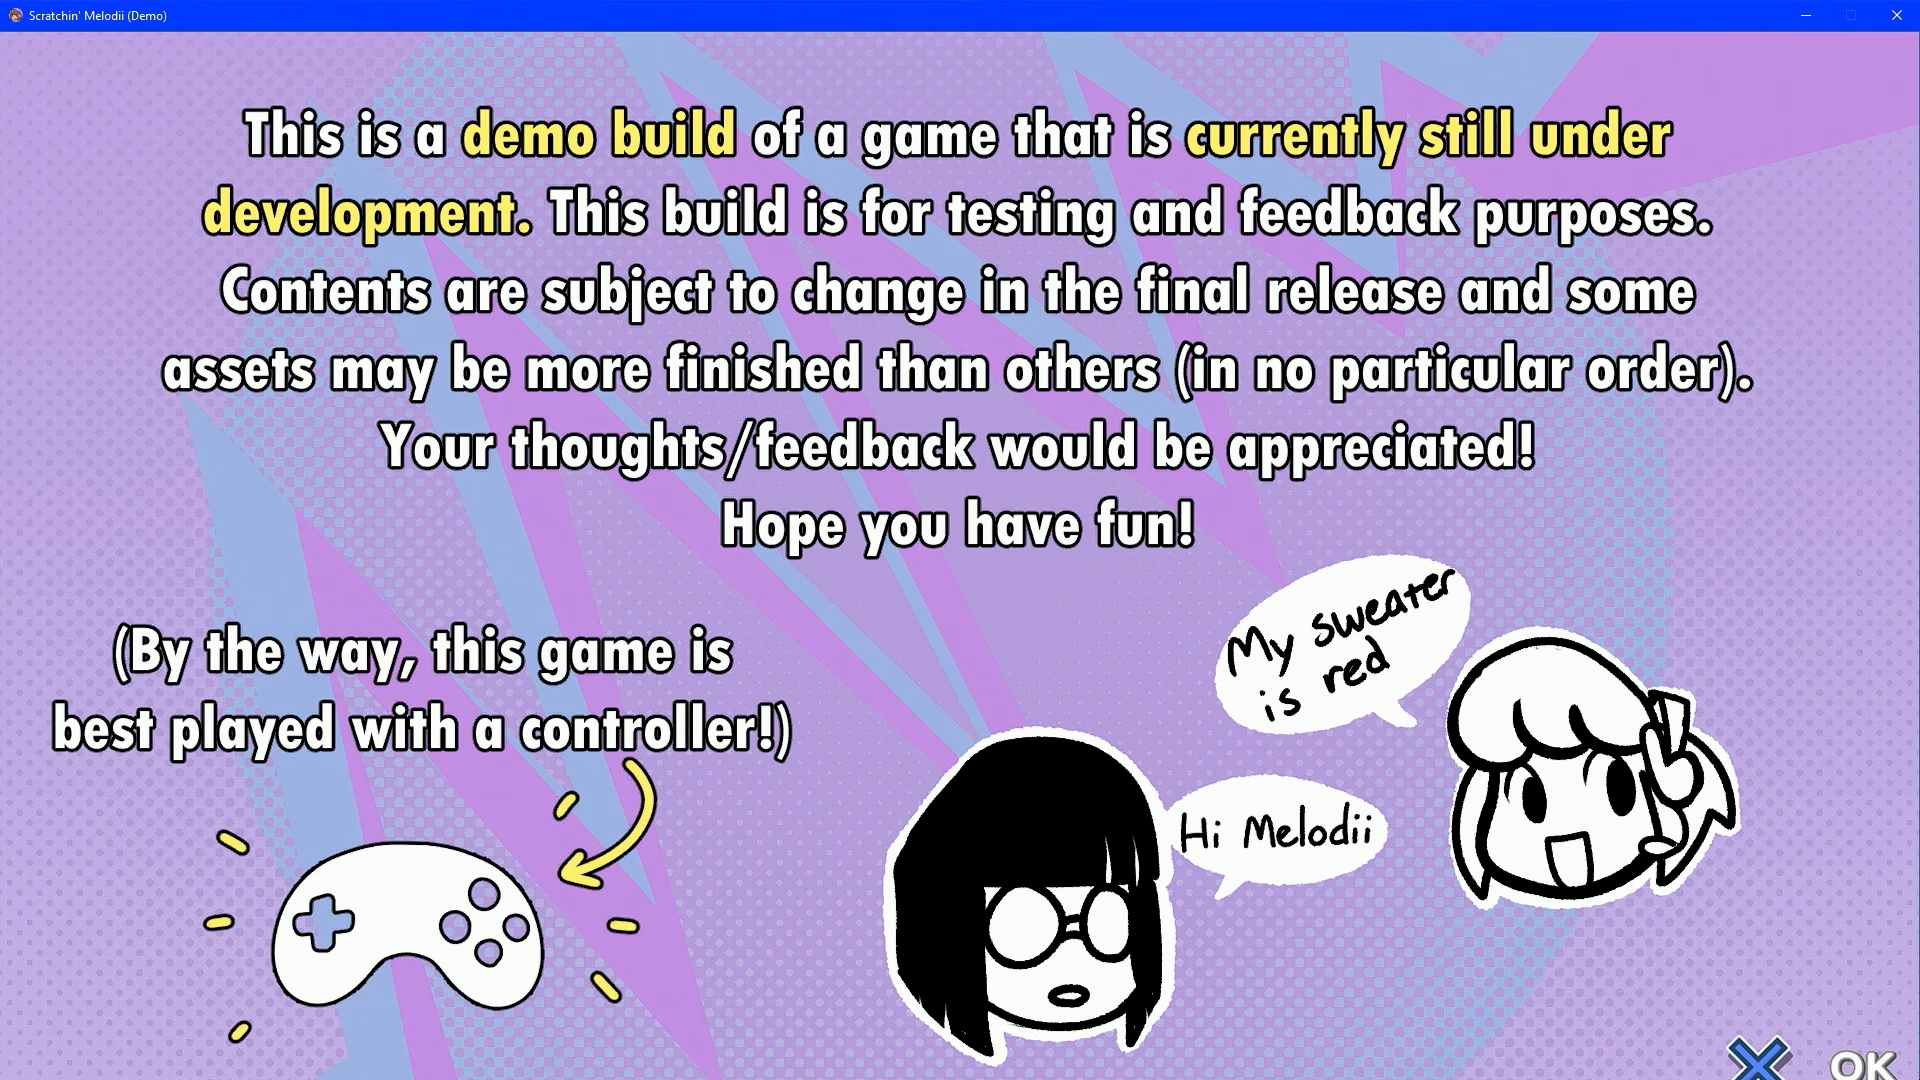 Scratchin' Melodii (Demo)
This is a demo build of a game that is currently still under
development. This build is for testing and feedback purposes.
Contents are subject to change in the final release and some
assets may be more finished than others (in no particular order).
Your thoughts/feedback would be appreciated!
Hope you have fun!
(By the way, this game is
best played with a controller!)
My sweater
is red
Hi Melodii
OK